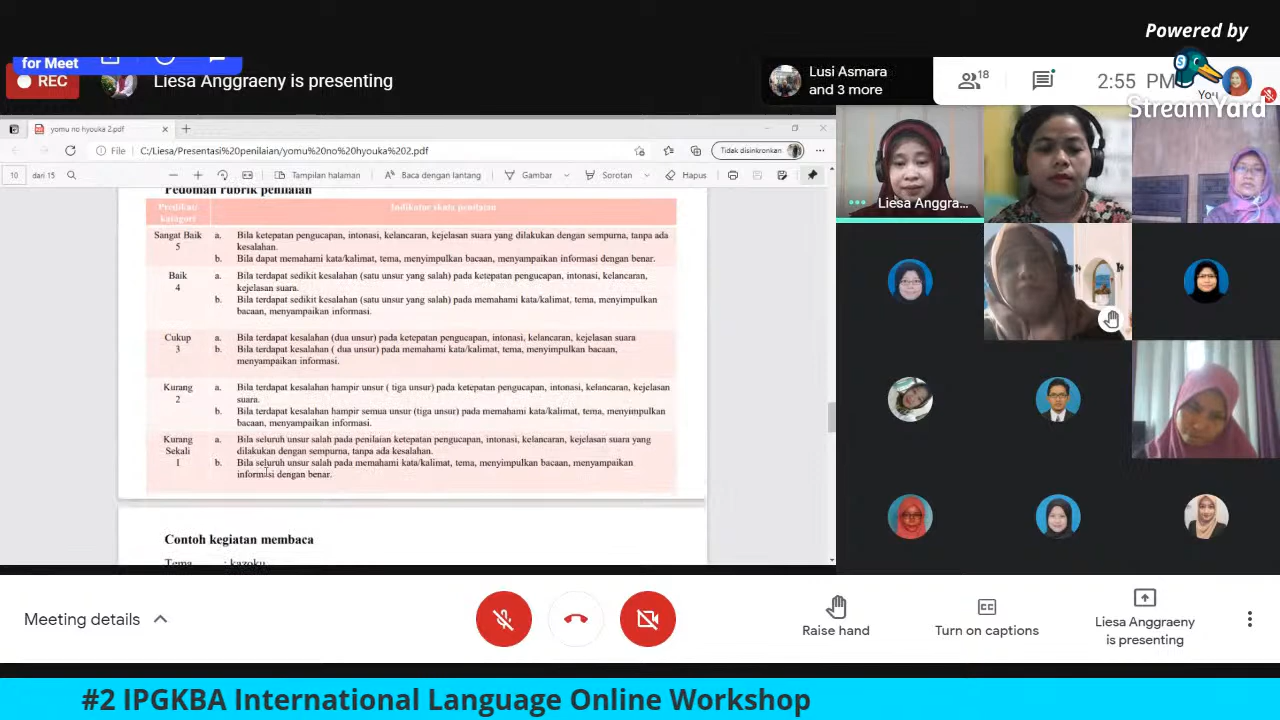 Powered by
for Meet
REC
Liesa Anggraeny is presenting
Lusi Asmara
and 3 more
18
2:55 PM
You
StreamYard
yomu no hyouka 2.pdf
File
C:/Liesa/Presentasi%20penilaian/yomu%20no%20hyouka%202.pdf
Tidak disinkronkan
10 dari 15
Tampilan halaman
Baca dengan lantang
Gambar
Sorotan
Hapus
Pedoman rubrik penilaian
Predikat/
kategori
Sangat Baik
5
a. Bila ketepatan pengucapan, intonasi, kelancaran, kejelasan suara yang dilakukan dengan sempurna, tanpa ada
kesalahan.
b. Bila dapat memahami kata/kalimat, tema, menyimpulkan bacaan, menyampaikan informasi dengan benar.
Baik
4
a. Bila terdapat sedikit kesalahan (satu unsur yang salah) pada ketepatan pengucapan, intonasi, kelancaran,
kejelasan suara.
b. Bila terdapat sedikit kesalahan (satu unsur yang salah) pada memahami kata/kalimat, tema, menyimpulkan
bacaan, menyampaikan informasi.
Cukup
3
a. Bila terdapat kesalahan (dua unsur) pada ketepatan pengucapan, intonasi, kelancaran, kejelasan suara
b. Bila terdapat kesalahan ( dua unsur) pada memahami kata/kalimat, tema, menyimpulkan bacaan,
menyampaikan informasi.
Kurang
2
a. Bila terdapat kesalahan hampir unsur ( tiga unsur) pada ketepatan pengucapan, intonasi, kelancaran, kejelasan
suara.
b. Bila terdapat kesalahan hampir semua unsur (tiga unsur) pada memahami kata/kalimat, tema, menyimpulkan
bacaan, menyampaikan informasi.
Kurang
Sekali
1
a. Bila seluruh unsur salah pada penilaian ketepatan pengucapan, intonasi, kelancaran, kejelasan suara yang
dilakukan dengan sempurna, tanpa ada kesalahan.
b. Bila seluruh unsur salah pada memahami kata/kalimat, tema, menyimpulkan bacaan, menyampaikan
informasi dengan benar.
Contoh kegiatan membaca
Tema : kazoku
Liesa Anggra...
Meeting details
Raise hand
Turn on captions
Liesa Anggraeny
is presenting
#2 IPGKBA International Language Online Workshop